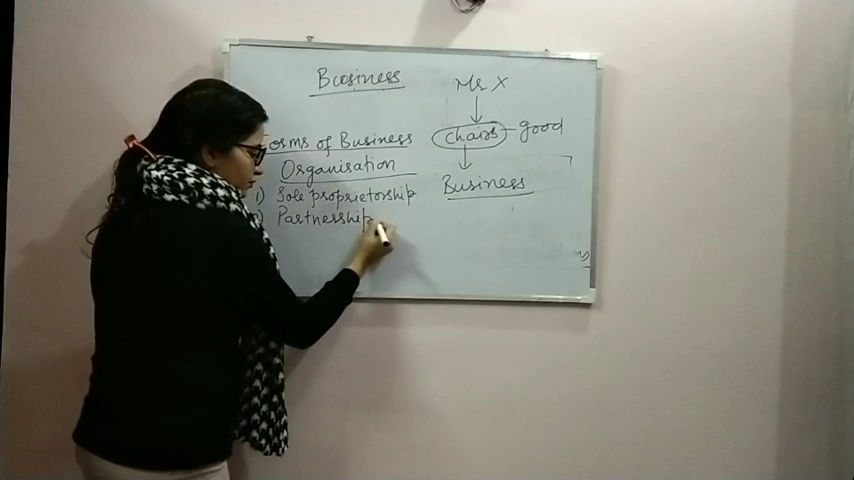 Business
orms of Business
Organisation
1) Sole proprietorship
) Partnership
Mr X
Chairs - good
Business